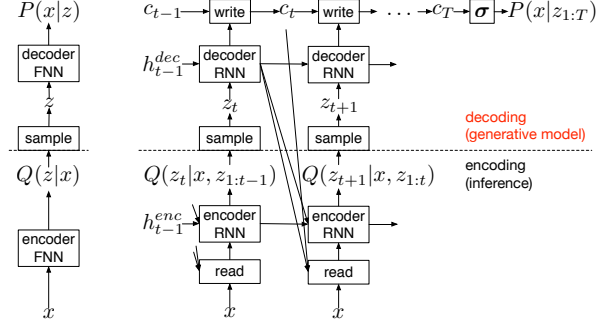 P(x|z)
decoder
FNN
z
sample
Q(z|x)
encoder
FNN
x
c_{t-1} write c_t write ... c_T σ P(x|z_{1:T})
h^{dec}_{t-1} decoder RNN decoder RNN
z_t z_{t+1}
sample sample
decoding
(generative model)
encoding
(inference)
Q(z_t|x, z_{1:t-1}) Q(z_{t+1}|x, z_{1:t})
h^{enc}_{t-1} encoder RNN encoder RNN
read read
x x